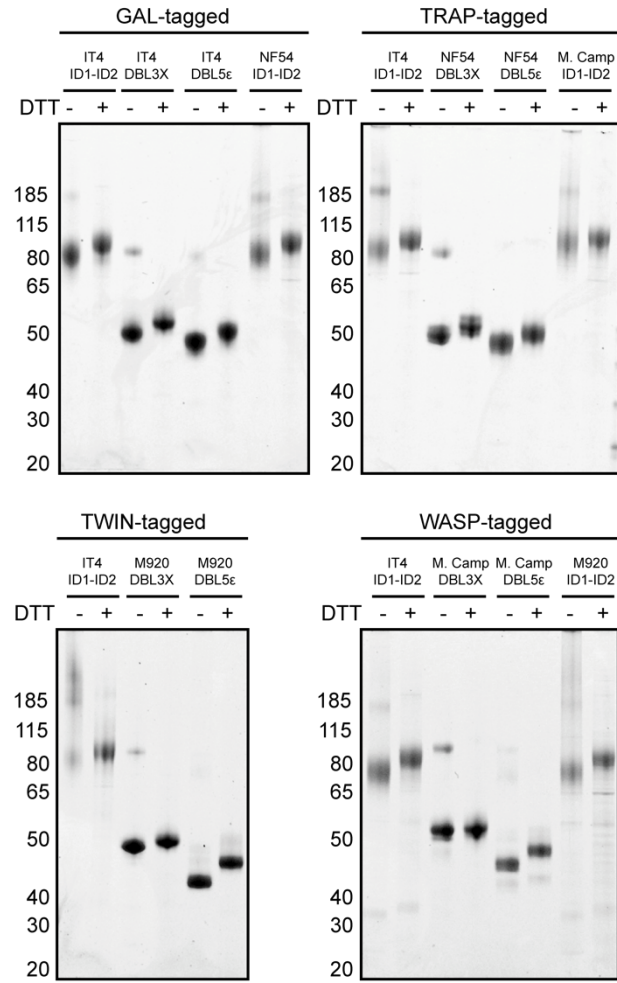 GAL-tagged
IT4 IT4 IT4 NF54
ID1-ID2 DBL3X DBL5ε ID1-ID2
DTT - + - + - + - +
185
115
80
65
50
40
30
20
TRAP-tagged
IT4 NF54 NF54 M. Camp
ID1-ID2 DBL3X DBL5ε ID1-ID2
DTT - + - + - + - +
185
115
80
65
50
40
30
20
TWIN-tagged
IT4 M920 M920
ID1-ID2 DBL3X DBL5ε
DTT - + - + - +
185
115
80
65
50
40
30
20
WASP-tagged
IT4 M. Camp M. Camp M920
ID1-ID2 DBL3X DBL5ε ID1-ID2
DTT - + - + - + - +
185
115
80
65
50
40
30
20